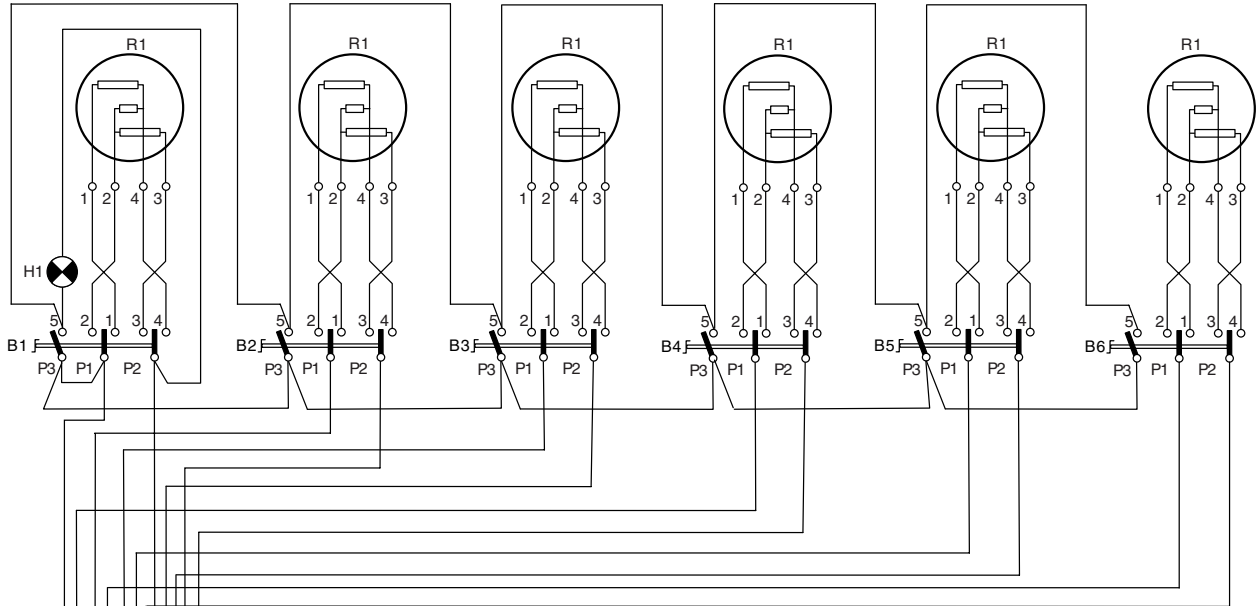 R1 R1 R1 R1 R1 R1
1 2 4 3 1 2 4 3 1 2 4 3 1 2 4 3 1 2 4 3 1 2 4 3
H1
5 2 1 3 4 5 2 1 3 4 5 2 1 3 4 5 2 1 3 4 5 2 1 3 4 5 2 1 3 4
B1 B2 B3 B4 B5 B6
P3 P1 P2 P3 P1 P2 P3 P1 P2 P3 P1 P2 P3 P1 P2 P3 P1 P2